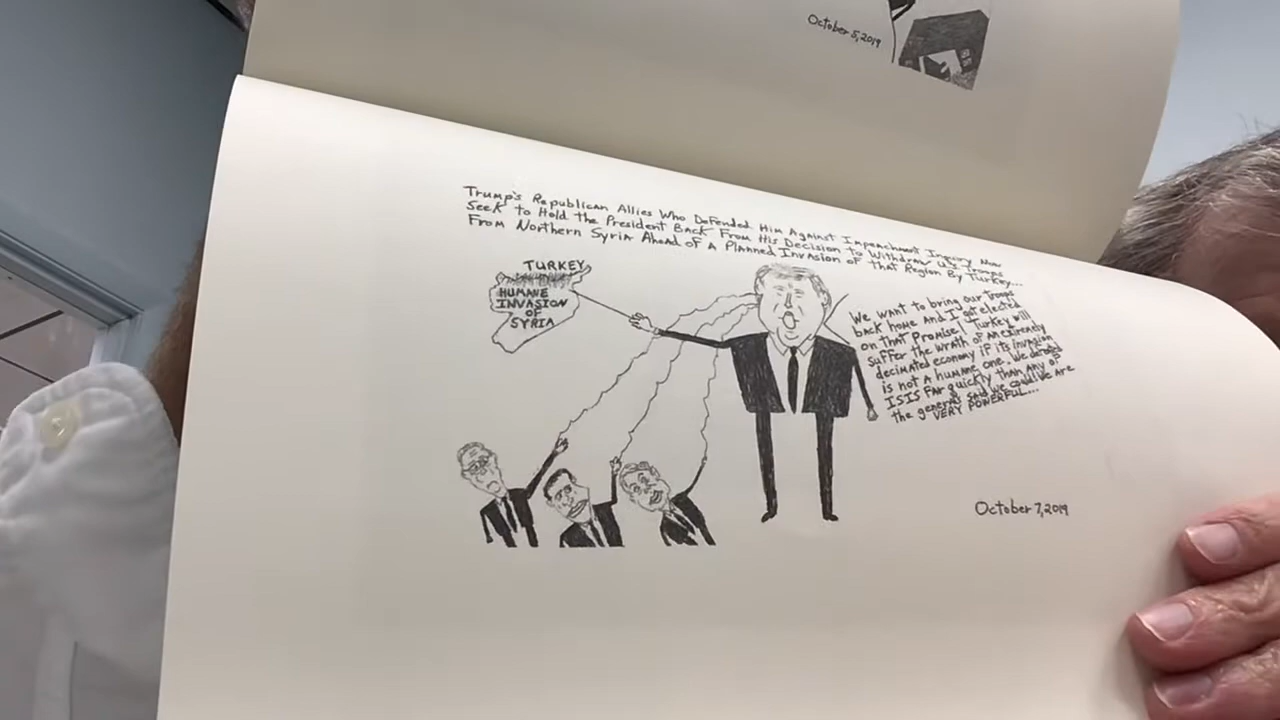 October 5, 2019
Trump's Republican Allies Who Defended Him Against Impeachment Inquiry Now
Seek to Hold the President Back From His Decision to Withdraw U.S. Troops
From Northern Syria Ahead of A Planned Invasion of That Region By Turkey...
TURKEY
HUMANE
INVASION
OF
SYRIA
We want to bring our troops
back home and I got elected
on that promise! Turkey will
suffer the wrath of an extremely
decimated economy if its invasion
is not a humane one. We defeated
ISIS far quickly than any of
the generals said we could. We are
VERY POWERFUL...
October 7, 2019